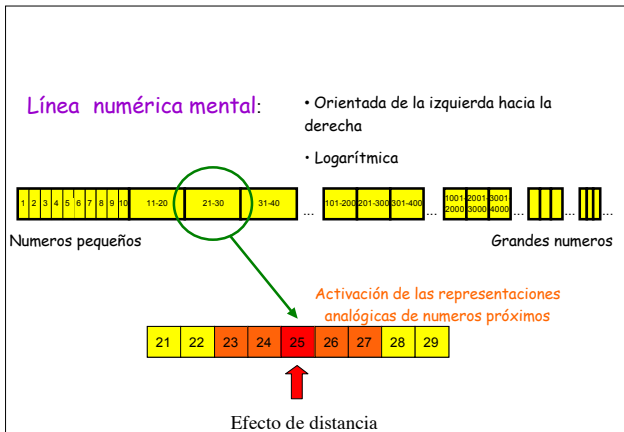 Línea numérica mental:
• Orientada de la izquierda hacia la
derecha
• Logarítmica
1 2 3 4 5 6 7 8 9 10 11-20 21-30 31-40 ... 101-200 201-300 301-400 ... 1001-2000 2001-3000 3001-4000 ... ... ...
Numeros pequeños
Grandes numeros
Activación de las representaciones
analógicas de numeros próximos
21 22 23 24 25 26 27 28 29
Efecto de distancia